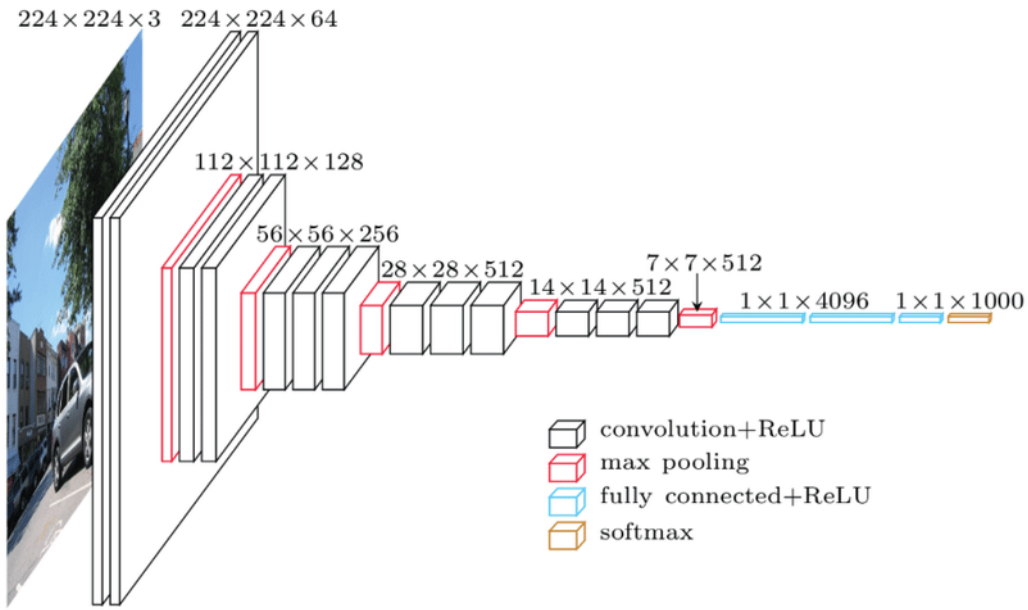 224×224×3
224×224×64
112×112×128
56×56×256
28×28×512
14×14×512
7×7×512
1×1×4096
1×1×1000
convolution+ReLU
max pooling
fully connected+ReLU
softmax